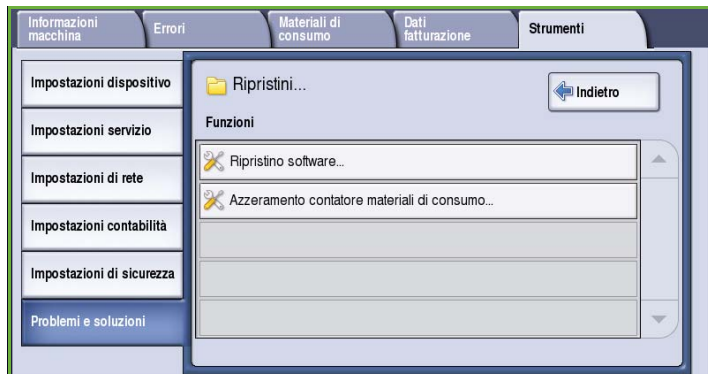 Informazioni
macchina
Errori
Materiali di
consumo
Dati
fatturazione
Strumenti
Impostazioni dispositivo
Impostazioni servizio
Impostazioni di rete
Impostazioni contabilità
Impostazioni di sicurezza
Problemi e soluzioni
Ripristini...
Indietro
Funzioni
Ripristino software...
Azzeramento contatore materiali di consumo...